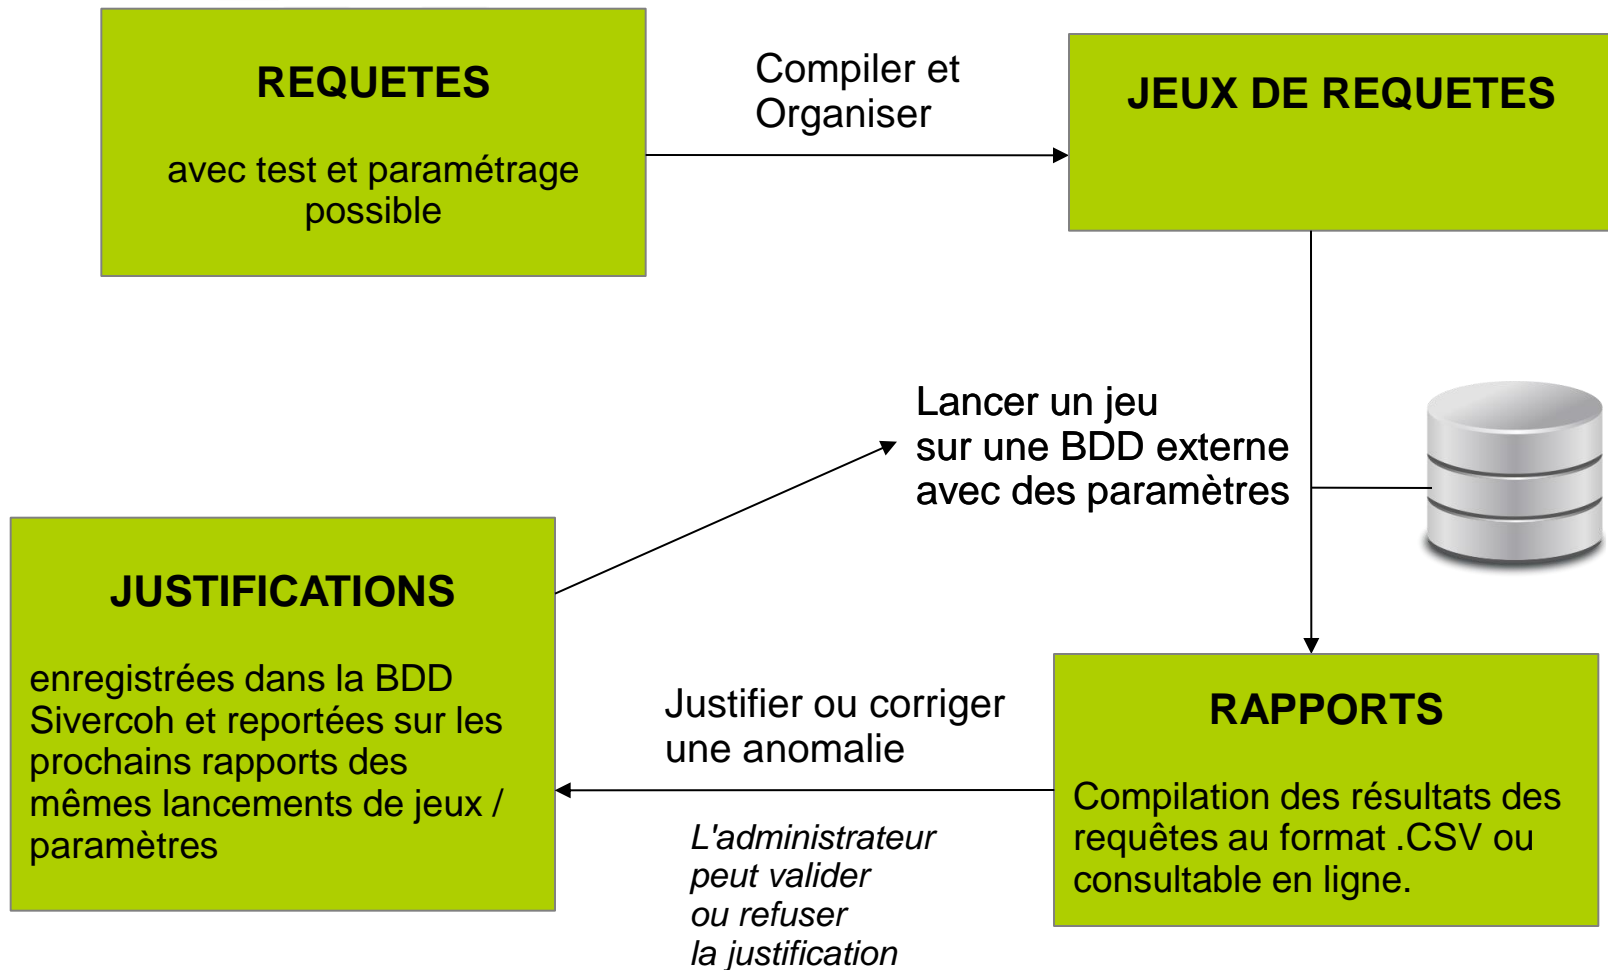 REQUETES
avec test et paramétrage
possible
Compiler et
Organiser
JEUX DE REQUETES
Lancer un jeu
sur une BDD externe
avec des paramètres
JUSTIFICATIONS
enregistrées dans la BDD
Sivercoh et reportées sur les
prochains rapports des
mêmes lancements de jeux /
paramètres
Justifier ou corriger
une anomalie
L'administrateur
peut valider
ou refuser
la justification
RAPPORTS
Compilation des résultats des
requêtes au format .CSV ou
consultable en ligne.